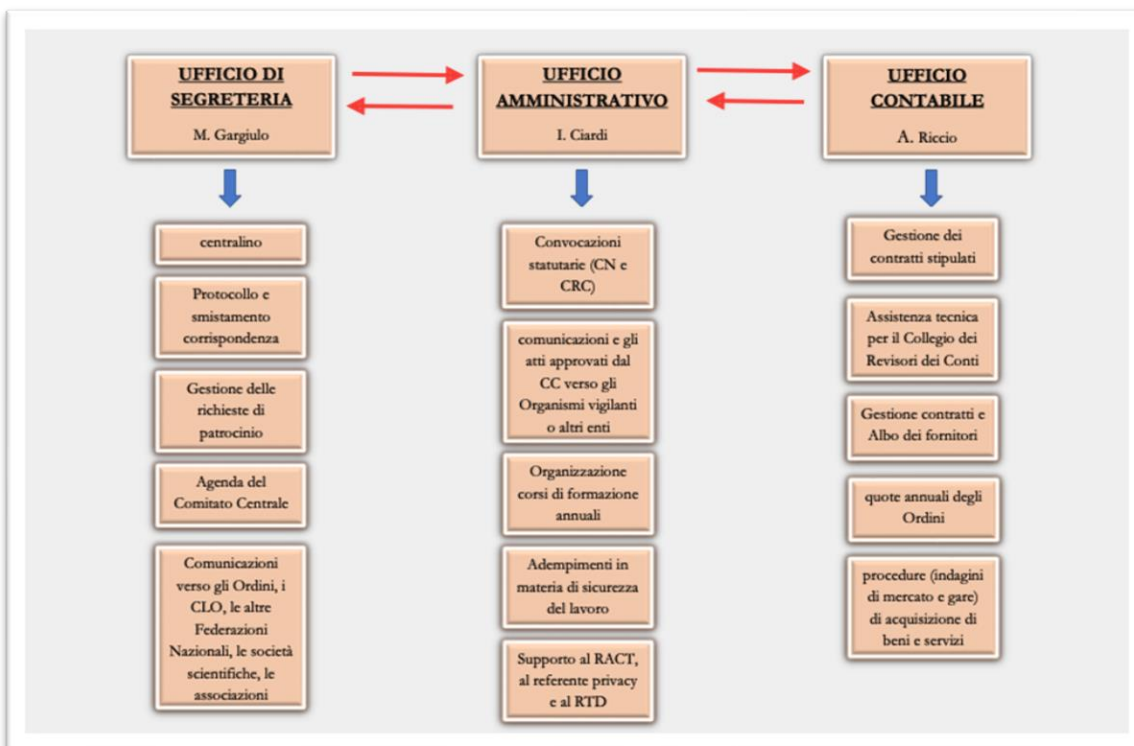 UFFICIO DI
SEGRETERIA
M. Gargiulo
centralino
Protocollo e
smistamento
corrispondenza
Gestione delle
richieste di
patrocinio
Agenda del
Comitato Centrale
Comunicazioni
verso gli Ordini, i
CLO, le altre
Federazioni
Nazionali, le società
scientifiche, le
associazioni
UFFICIO
AMMINISTRATIVO
I. Ciardi
Convocazioni
statutarie (CN e
CRC)
comunicazioni e gli
atti approvati dal
CC verso gli
Organismi vigilanti
o altri enti
Organizzazione
corsi di formazione
annuali
Adempimenti in
materia di sicurezza
del lavoro
Supporto al RACT,
al referente privacy
e al RTD
UFFICIO
CONTABILE
A. Riccio
Gestione dei
contratti stipulati
Assistenza tecnica
per il Collegio dei
Revisori dei Conti
Gestione contratti e
Albo dei fornitori
quote annuali degli
Ordini
procedure (indagini
di mercato e gare)
di acquisizione di
beni e servizi